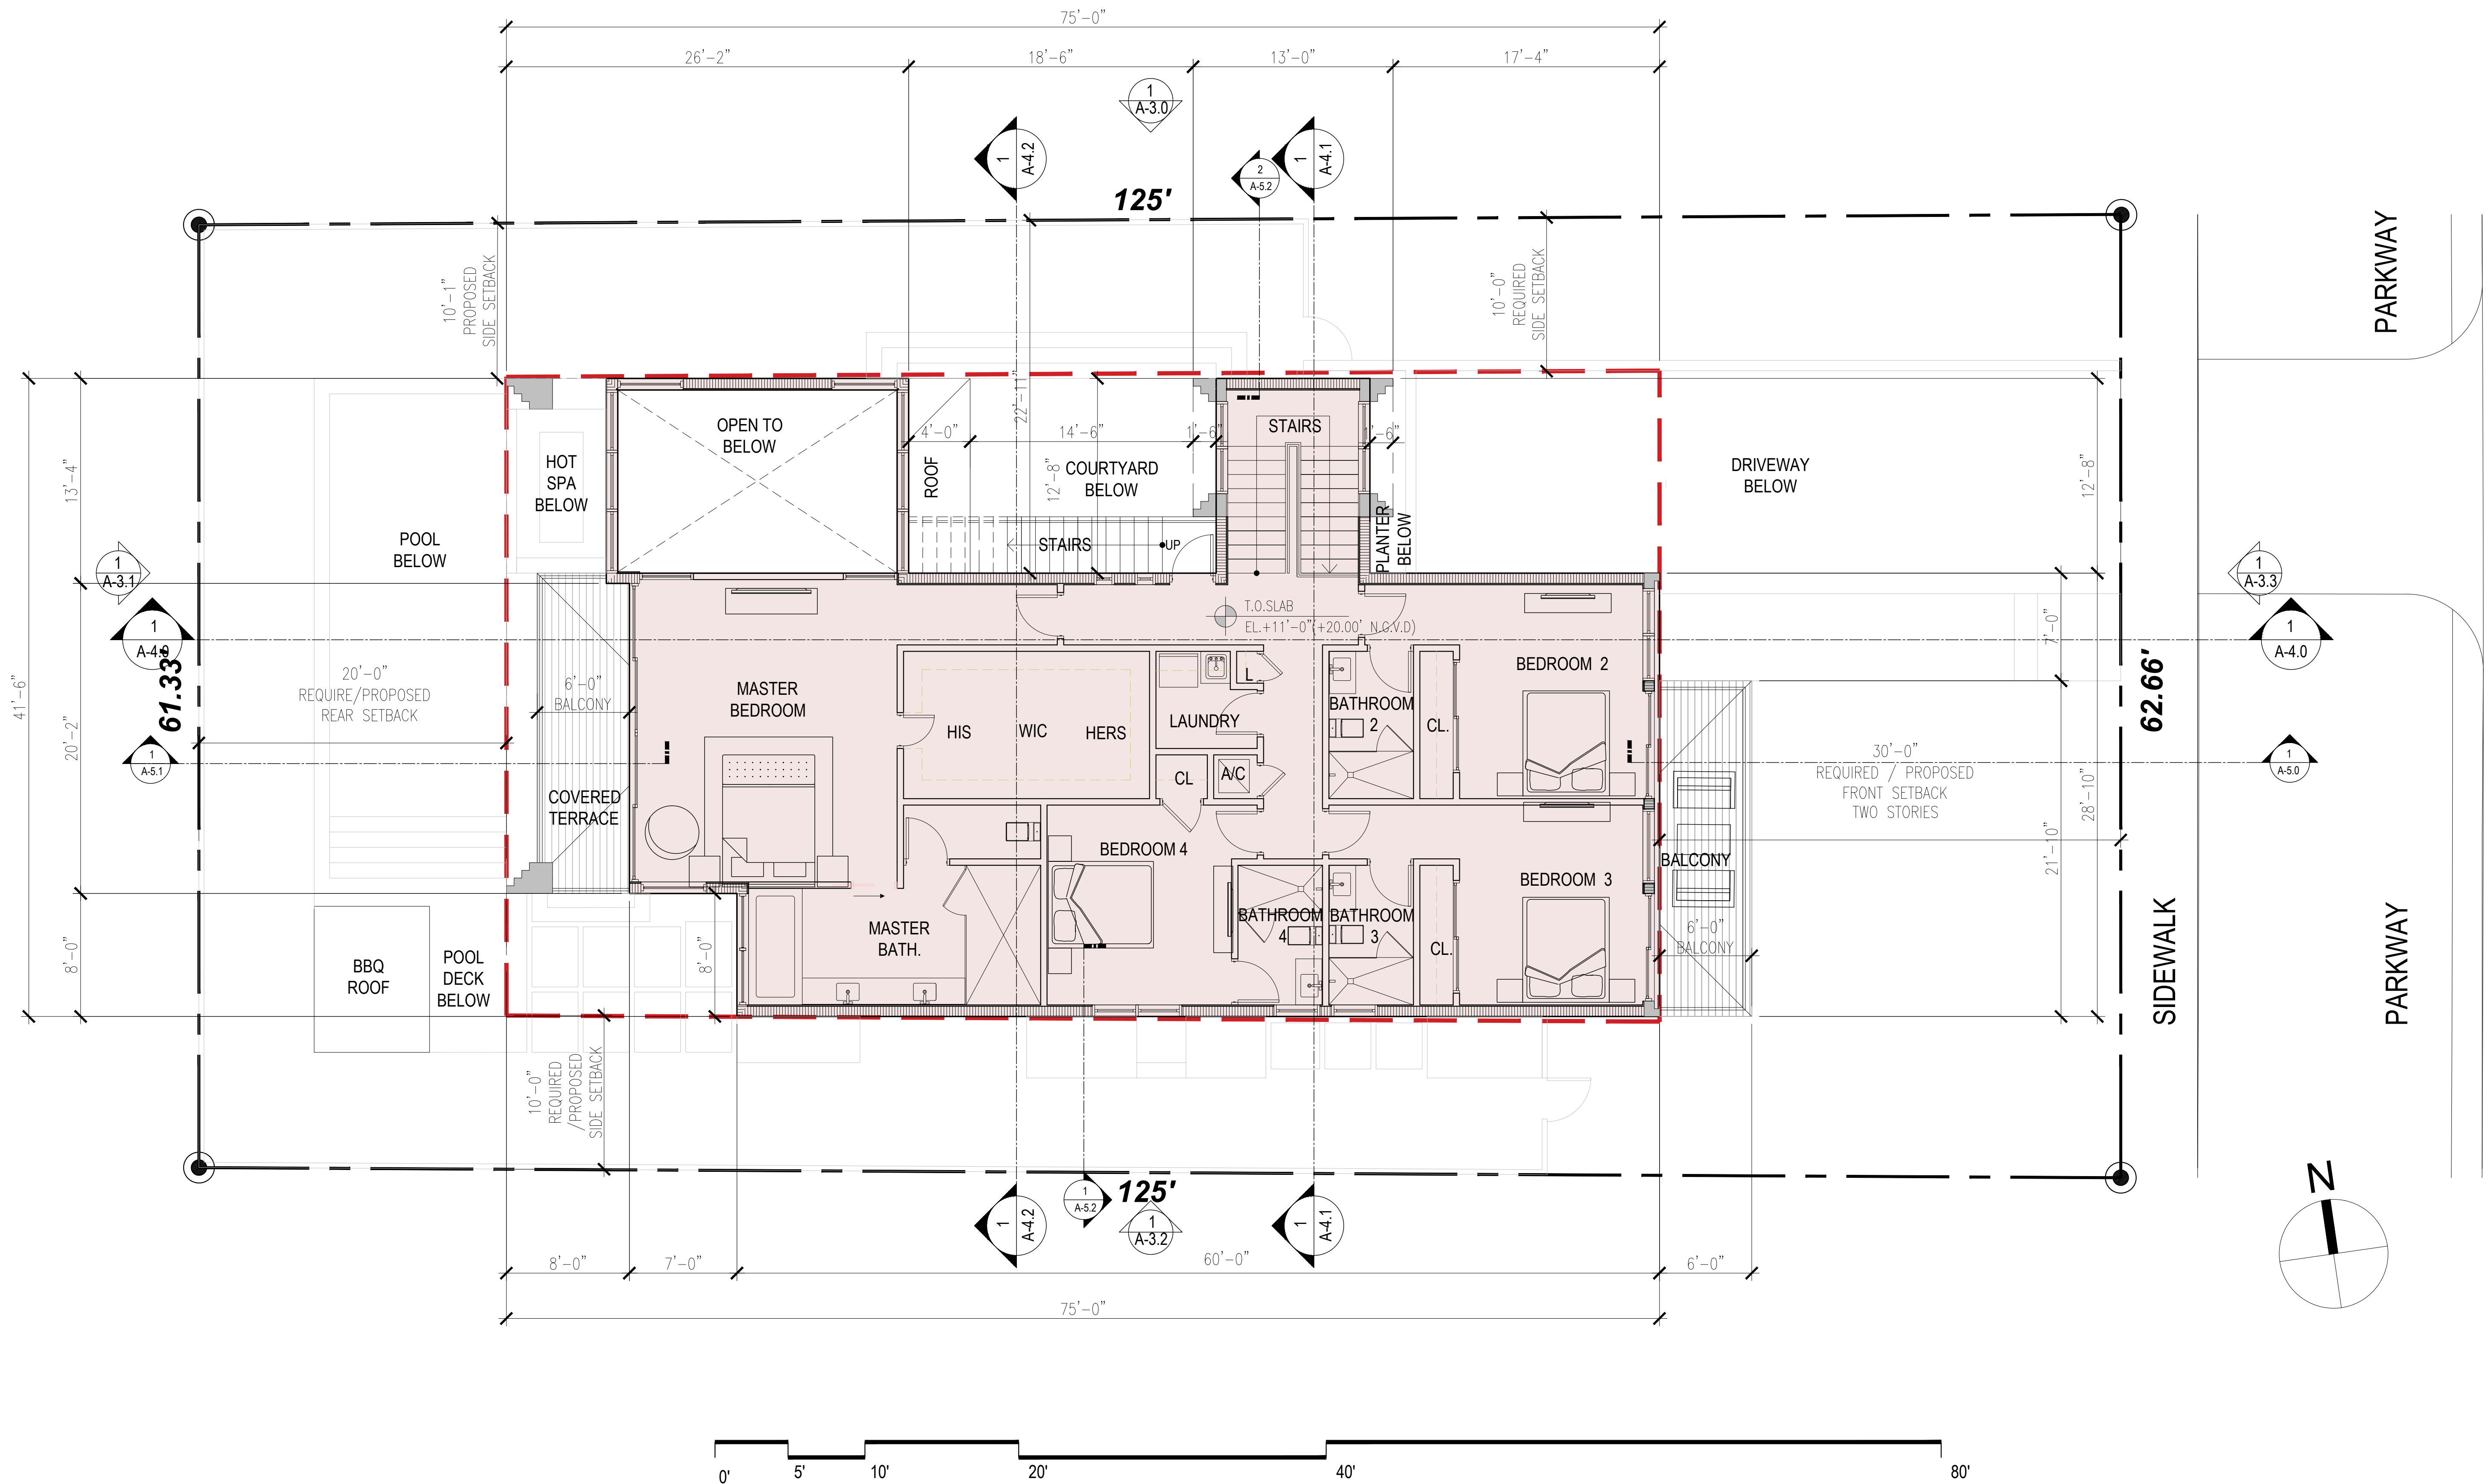 75'-0"
26'-2"
18'-6"
13'-0"
17'-4"
1
A-3.0
1
A-4.2
2
A-5.2
1
A-4.1
125'
PARKWAY
10'-1"
PROPOSED
SIDE SETBACK
10'-0"
REQUIRED
SIDE SETBACK
22'-11"
OPEN TO
BELOW
STAIRS
4'-0"
14'-6"
1'-6"
1'-6"
HOT
SPA
BELOW
ROOF
12'-8"
COURTYARD
BELOW
DRIVEWAY
BELOW
13'-4"
12'-8"
POOL
BELOW
STAIRS
UP
PLANTER
BELOW
1
A-3.1
1
A-3.3
T.O.SLAB
EL.+11'-0"(+20.00' N.G.V.D)
1
A-4.0
1
A-4.0
7'-0"
61.33'
62.66'
41'-6"
20'-0"
REQUIRE/PROPOSED
REAR SETBACK
6'-0"
BALCONY
MASTER
BEDROOM
HIS
WIC
HERS
L
LAUNDRY
BATHROOM
2
CL.
BEDROOM 2
20'-2"
1
A-5.1
CL
A/C
30'-0"
REQUIRED / PROPOSED
FRONT SETBACK
TWO STORIES
1
A-5.0
COVERED
TERRACE
28'-10"
21'-10"
BEDROOM 4
BALCONY
BEDROOM 3
BATHROOM
4
BATHROOM
3
CL.
6'-0"
BALCONY
MASTER
BATH.
8'-0"
8'-0"
BBQ
ROOF
POOL
DECK
BELOW
SIDEWALK
PARKWAY
10'-0"
REQUIRED
/PROPOSED
SIDE SETBACK
1
A-4.2
1
A-5.2
125'
1
A-3.2
1
A-4.1
N
8'-0"
7'-0"
60'-0"
6'-0"
75'-0"
0'
5'
10'
20'
40'
80'